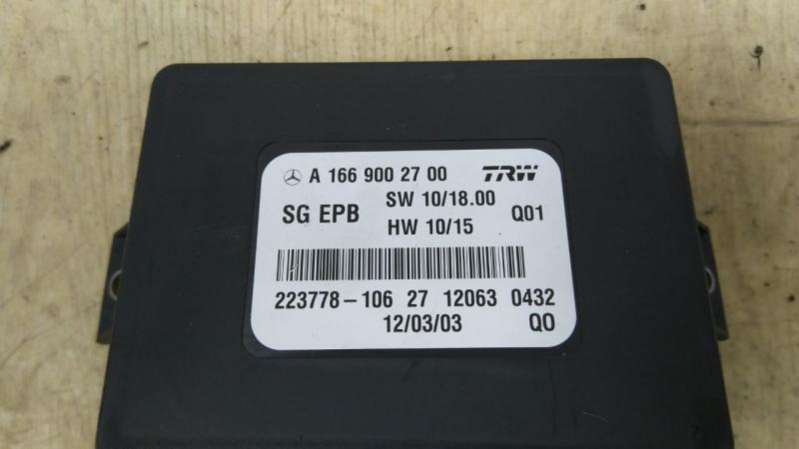 A 166 900 27 00 TRW
SG EPB SW 10/18.00 Q01
HW 10/15
223778-106 27 12063 0432
12/03/03 QO